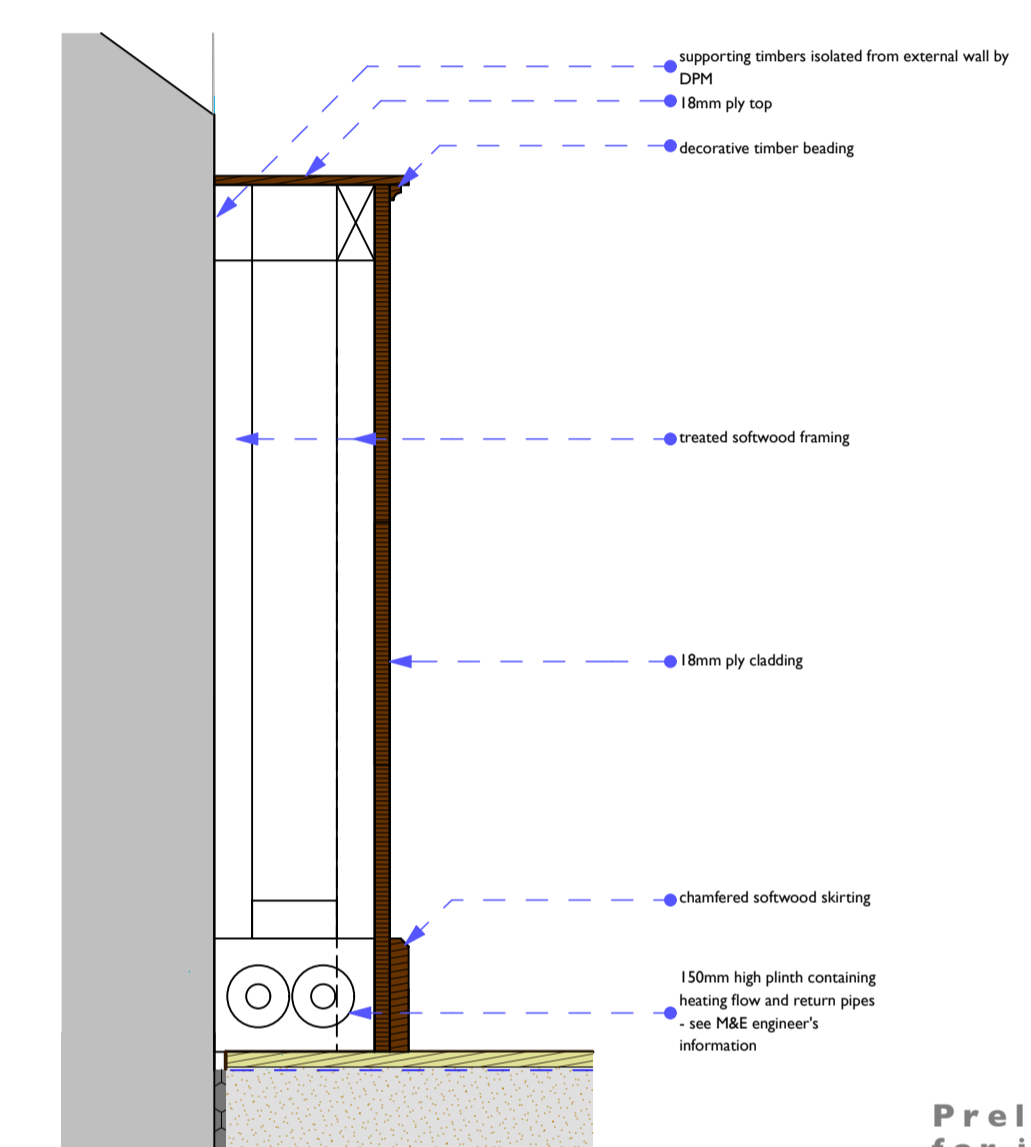 supporting timbers isolated from external wall by
DPM
18mm ply top
decorative timber beading
treated softwood framing
18mm ply cladding
chamfered softwood skirting
150mm high plinth containing
heating flow and return pipes
- see M&E engineer's
information
Prel